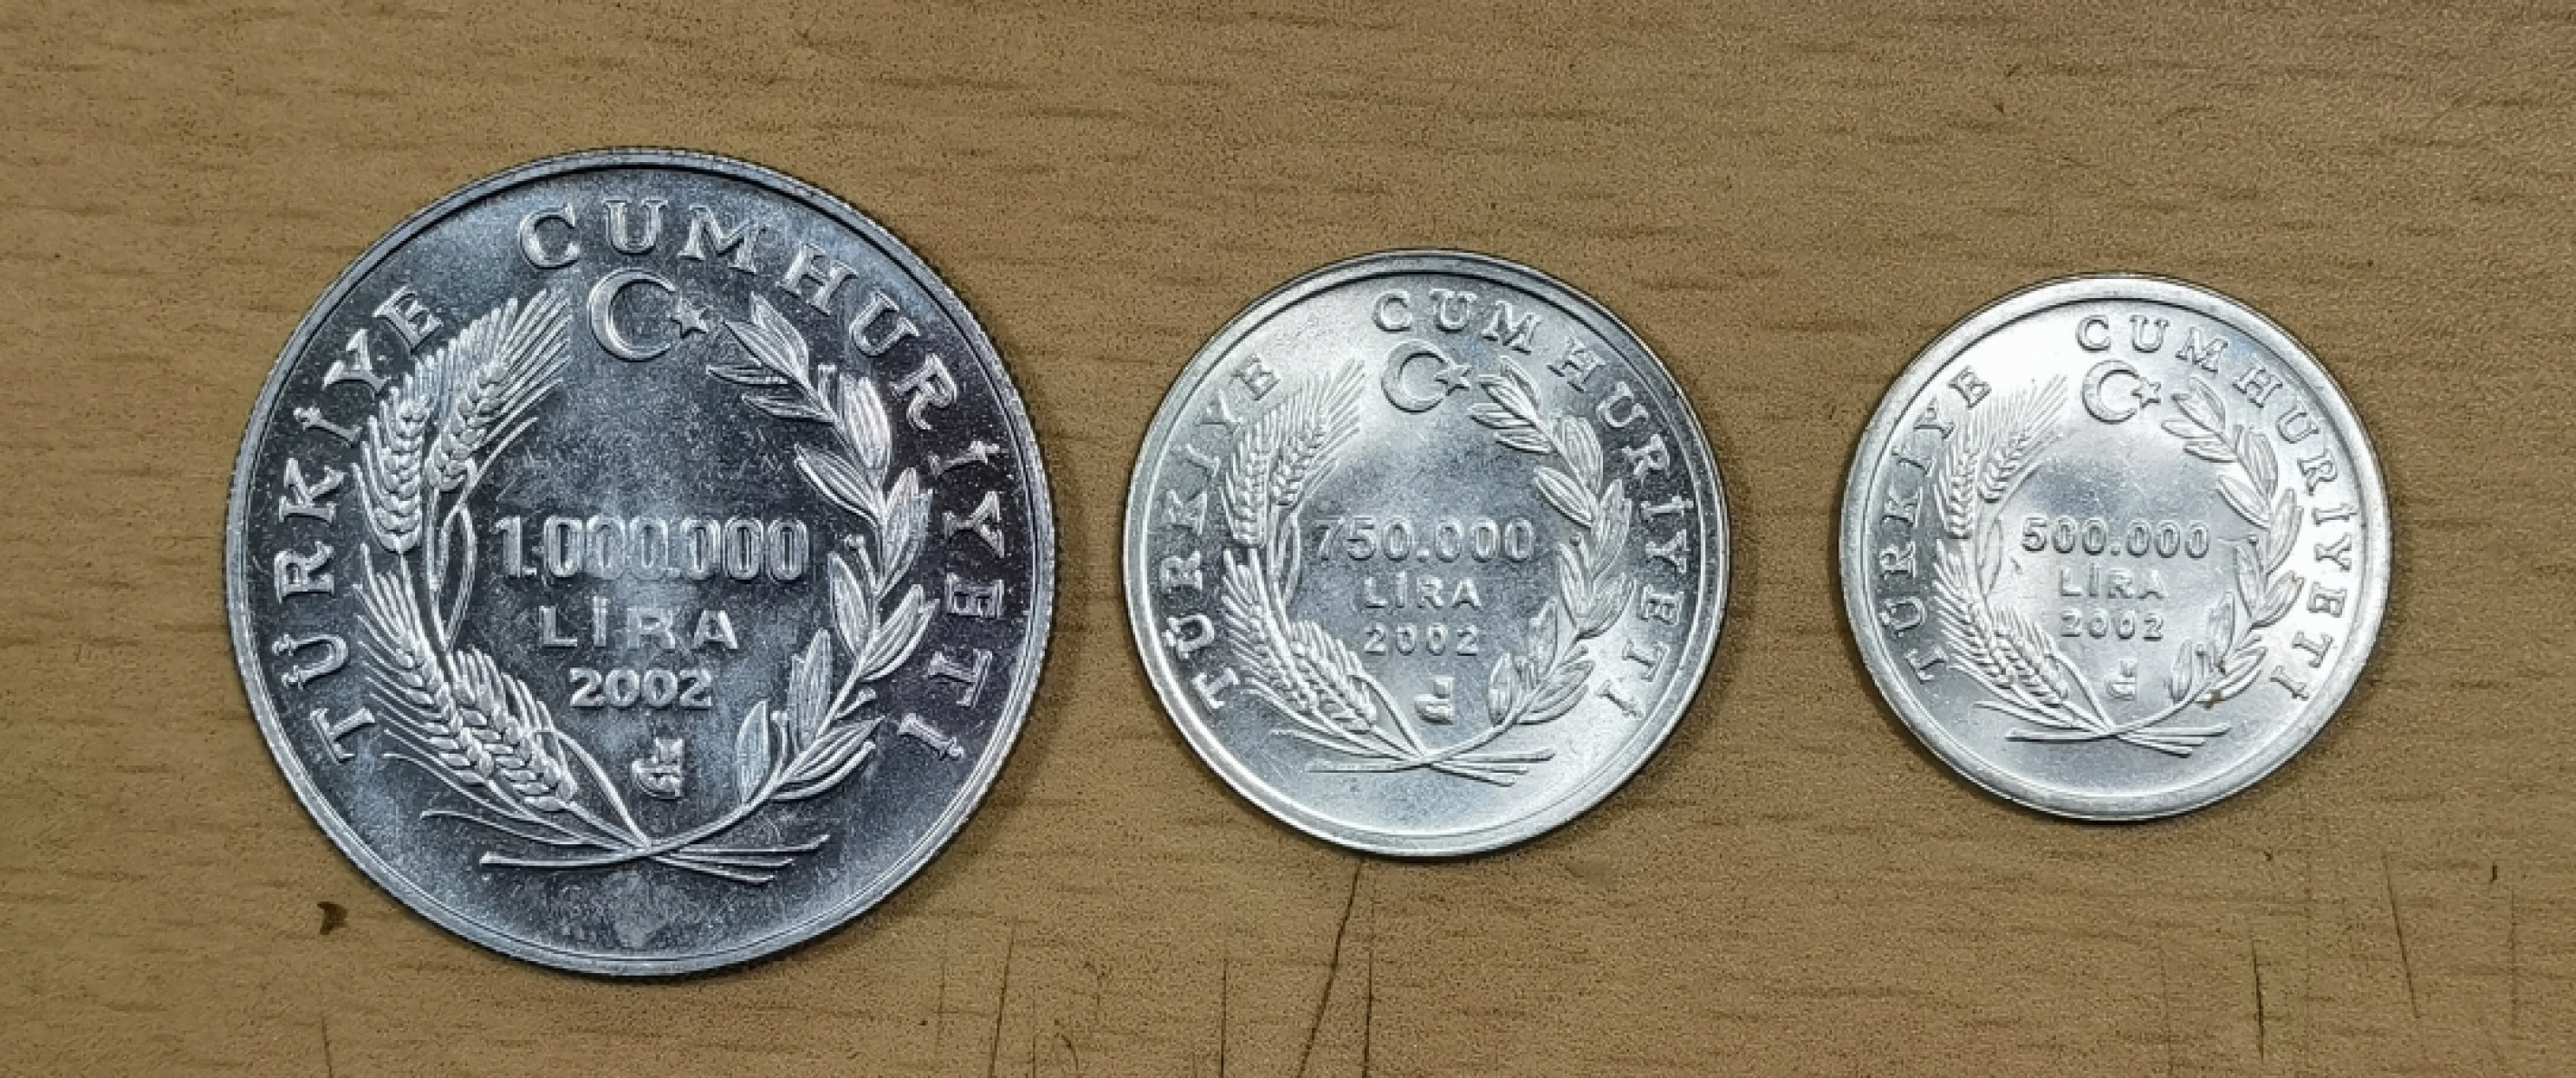 TÜRKİYE CUMHURİYETİ
1.000.000
LİRA
2002
TÜRKİYE CUMHURİYETİ
750.000
LİRA
2002
TÜRKİYE CUMHURİYETİ
500.000
LİRA
2002